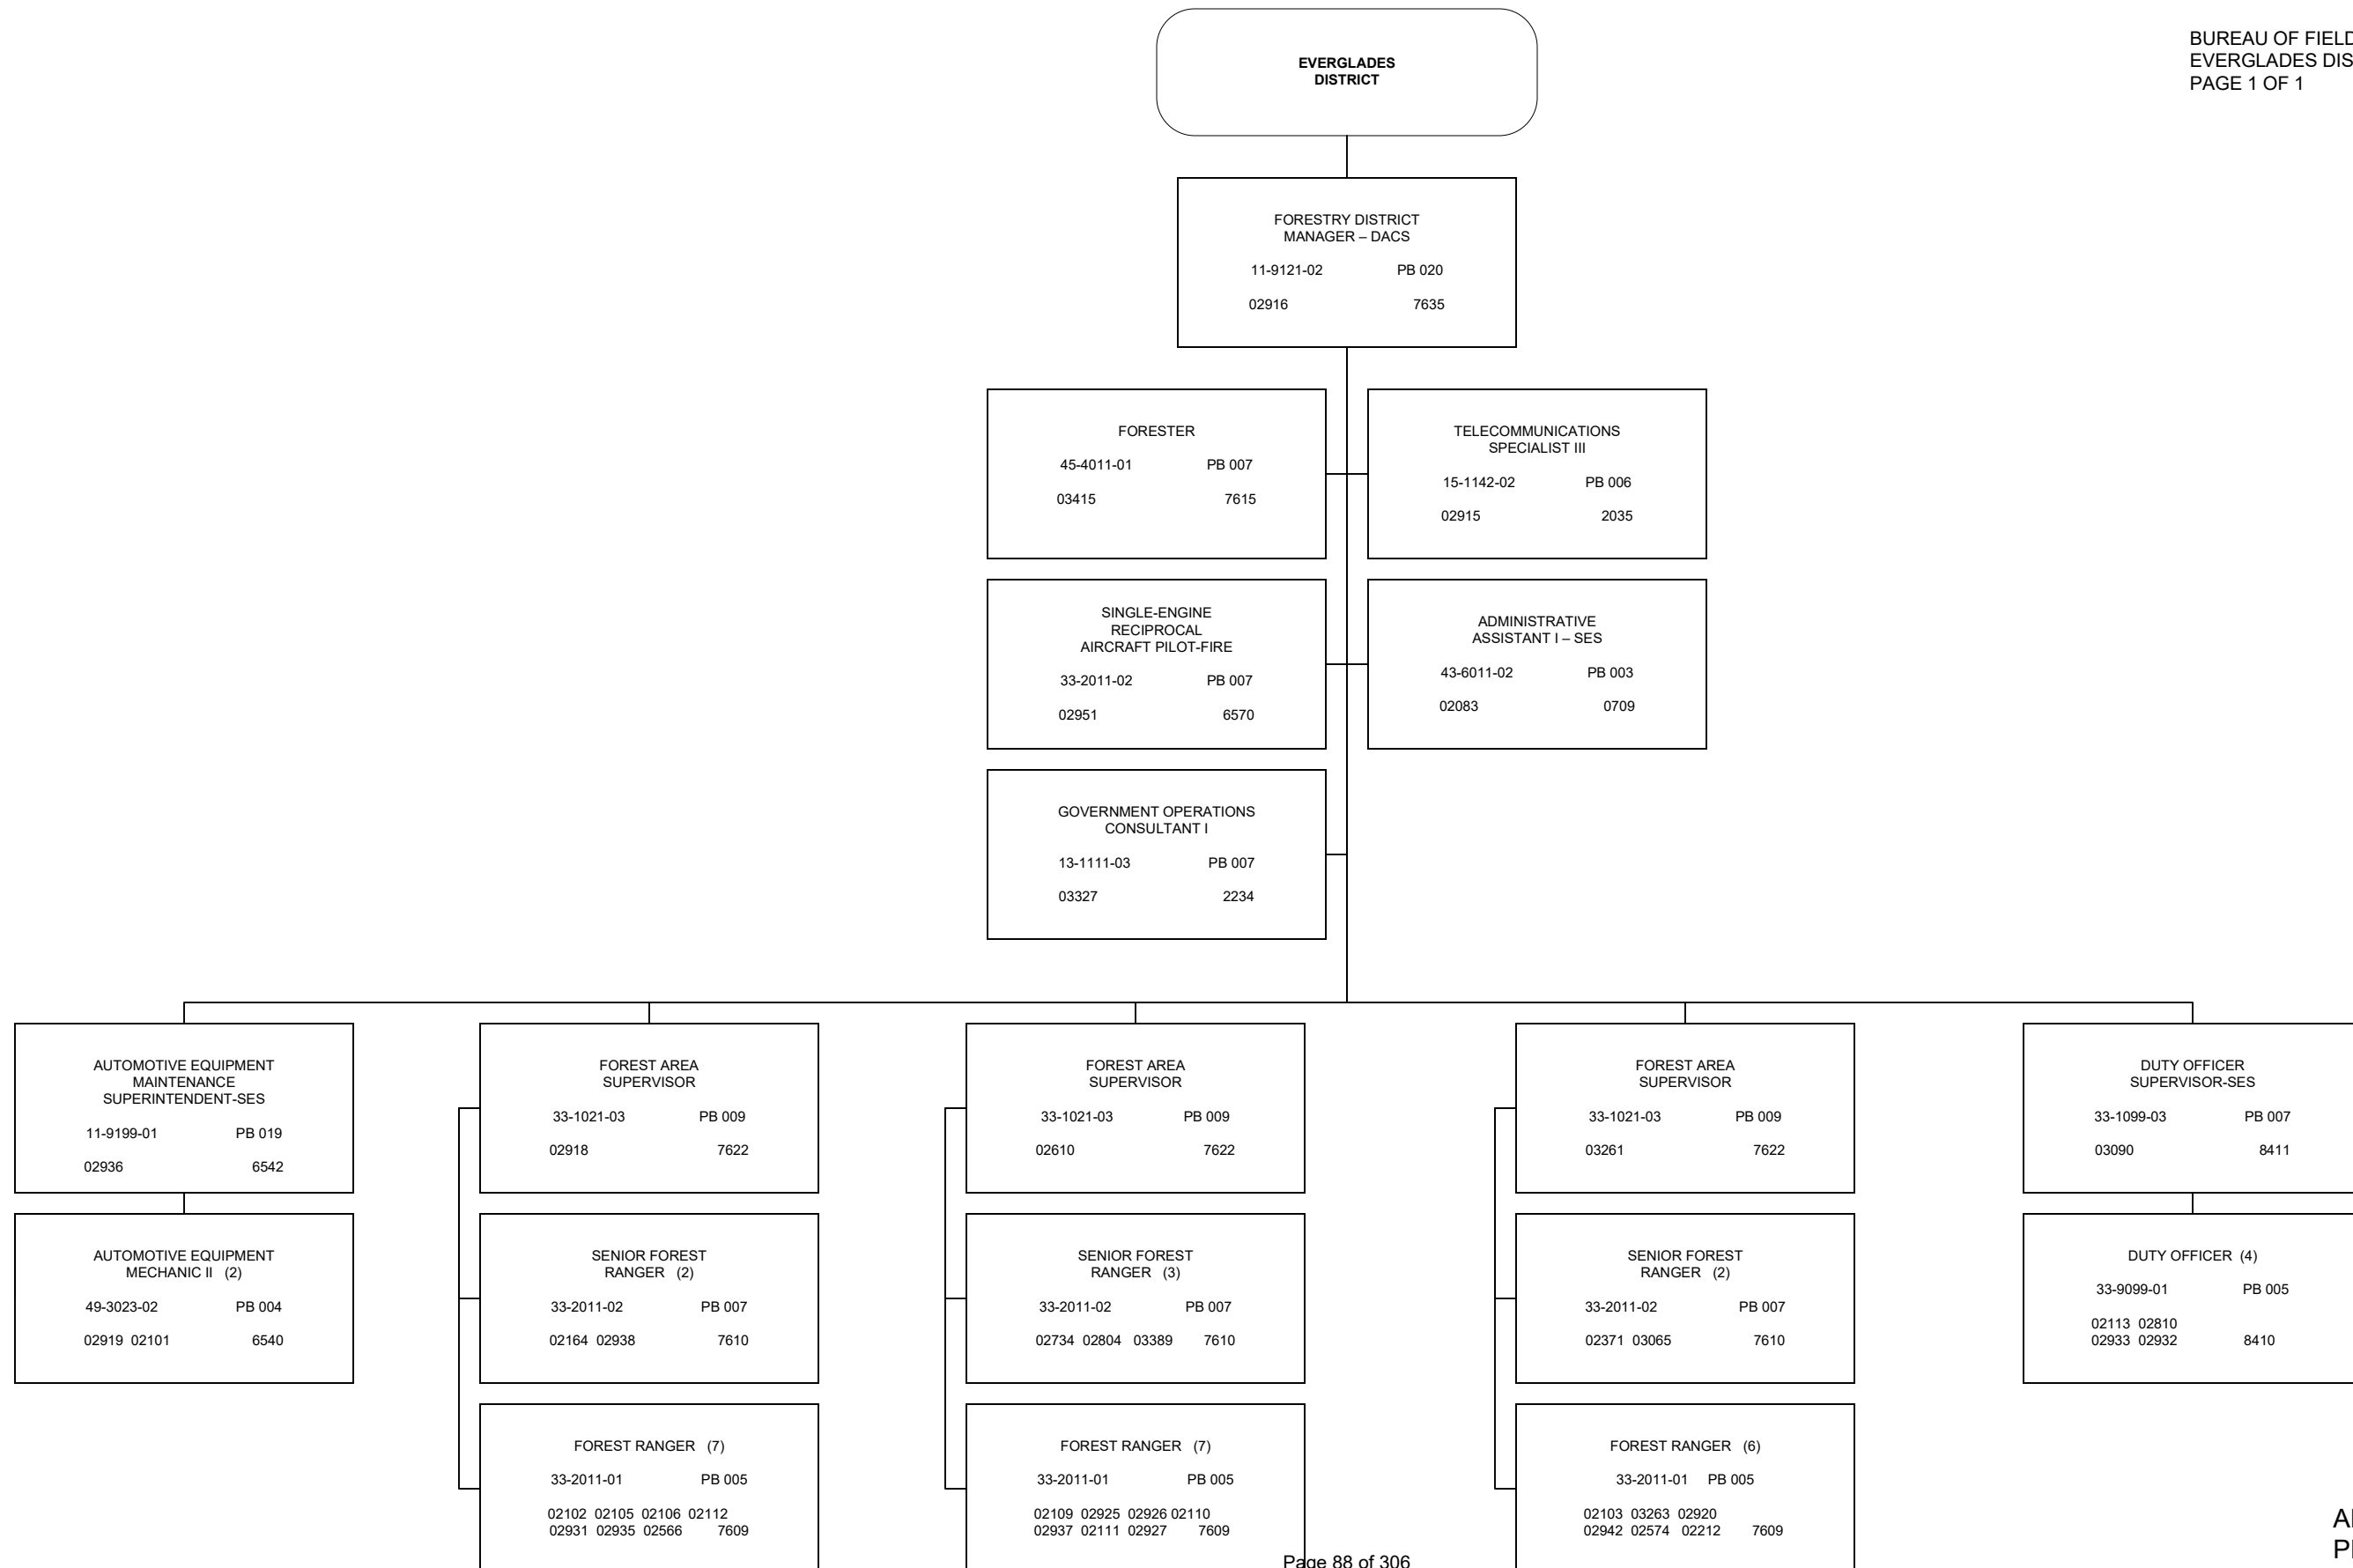 BUREAU OF FIELD
EVERGLADES DIS
PAGE 1 OF 1
EVERGLADES
DISTRICT
FORESTRY DISTRICT
MANAGER – DACS
11-9121-02 PB 020
02916 7635
FORESTER
45-4011-01 PB 007
03415 7615
TELECOMMUNICATIONS
SPECIALIST III
15-1142-02 PB 006
02915 2035
SINGLE-ENGINE
RECIPROCAL
AIRCRAFT PILOT-FIRE
33-2011-02 PB 007
02951 6570
ADMINISTRATIVE
ASSISTANT I – SES
43-6011-02 PB 003
02083 0709
GOVERNMENT OPERATIONS
CONSULTANT I
13-1111-03 PB 007
03327 2234
AUTOMOTIVE EQUIPMENT
MAINTENANCE
SUPERINTENDENT-SES
11-9199-01 PB 019
02936 6542
FOREST AREA
SUPERVISOR
33-1021-03 PB 009
02918 7622
FOREST AREA
SUPERVISOR
33-1021-03 PB 009
02610 7622
FOREST AREA
SUPERVISOR
33-1021-03 PB 009
03261 7622
DUTY OFFICER
SUPERVISOR-SES
33-1099-03 PB 007
03090 8411
AUTOMOTIVE EQUIPMENT
MECHANIC II (2)
49-3023-02 PB 004
02919 02101 6540
SENIOR FOREST
RANGER (2)
33-2011-02 PB 007
02164 02938 7610
SENIOR FOREST
RANGER (3)
33-2011-02 PB 007
02734 02804 03389 7610
SENIOR FOREST
RANGER (2)
33-2011-02 PB 007
02371 03065 7610
DUTY OFFICER (4)
33-9099-01 PB 005
02113 02810
02933 02932 8410
FOREST RANGER (7)
33-2011-01 PB 005
02102 02105 02106 02112
02931 02935 02566 7609
FOREST RANGER (7)
33-2011-01 PB 005
02109 02925 02926 02110
02937 02111 02927 7609
FOREST RANGER (6)
33-2011-01 PB 005
02103 03263 02920
02942 02574 02212 7609
Page 88 of 306